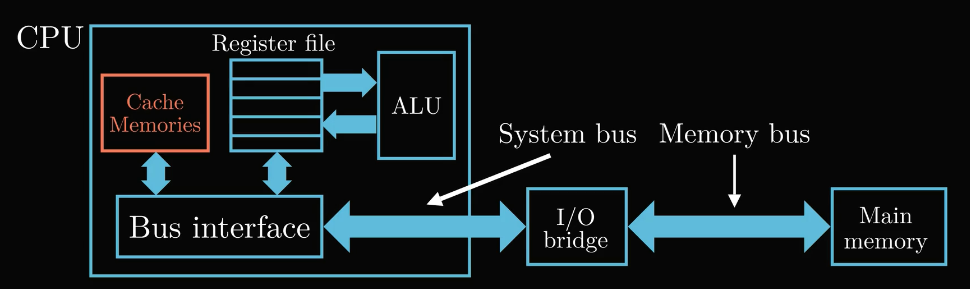 CPU
Register file
Cache
Memories
ALU
System bus
Memory bus
Bus interface
I/O
bridge
Main
memory